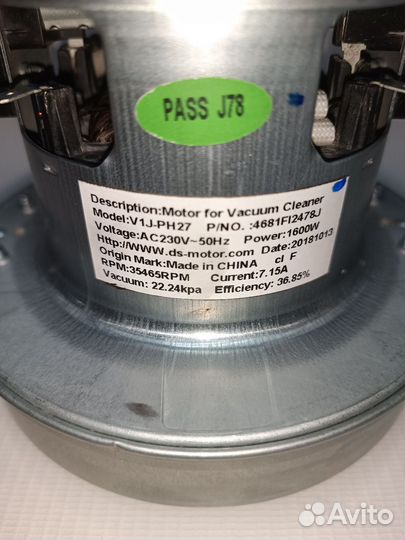 PASS J78
Description:Motor for Vacuum Cleaner
Model:V1J-PH27 P/NO. :4681FI2478J
Voltage:AC230V~50Hz Power:1600W
Http://WWW.ds-motor.com Date:20181013
Origin Mark:Made in CHINA cl F
RPM:35465RPM Current:7.15A
Vacuum: 22.24kpa Efficiency: 36.85%
Avito